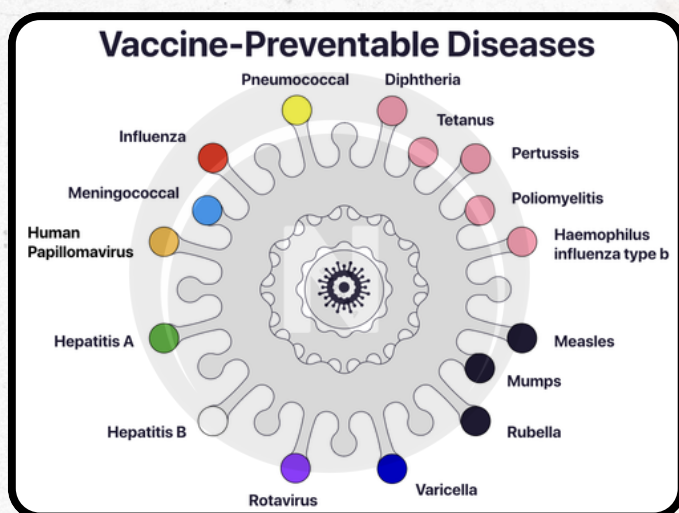 Vaccine-Preventable Diseases
Pneumococcal
Diphtheria
Tetanus
Influenza
Pertussis
Meningococcal
Poliomyelitis
Human
Papillomavirus
Haemophilus
influenza type b
Hepatitis A
Measles
Mumps
Hepatitis B
Rubella
Rotavirus
Varicella
N